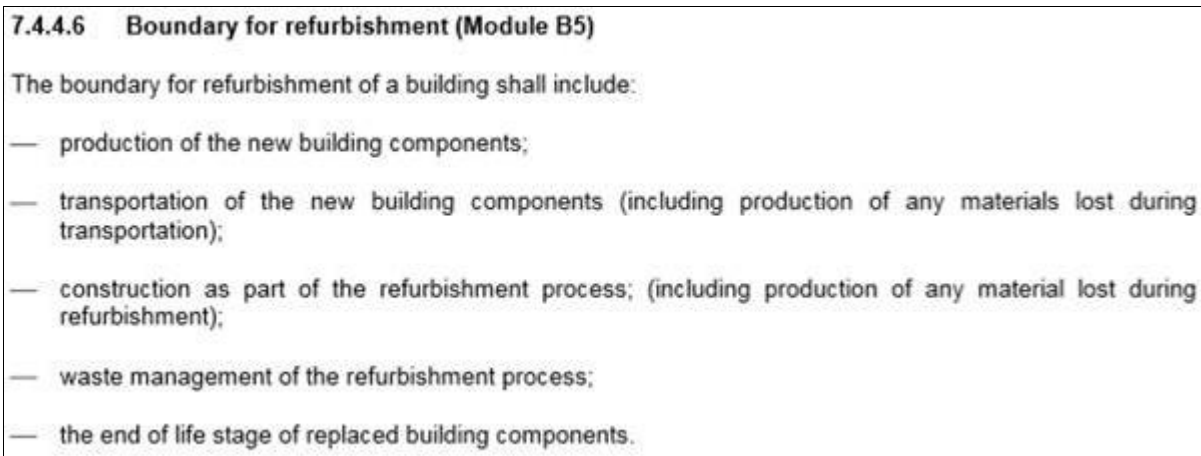 7.4.4.6 Boundary for refurbishment (Module B5)
The boundary for refurbishment of a building shall include:
— production of the new building components;
— transportation of the new building components (including production of any materials lost during
transportation);
— construction as part of the refurbishment process; (including production of any material lost during
refurbishment);
— waste management of the refurbishment process;
— the end of life stage of replaced building components.